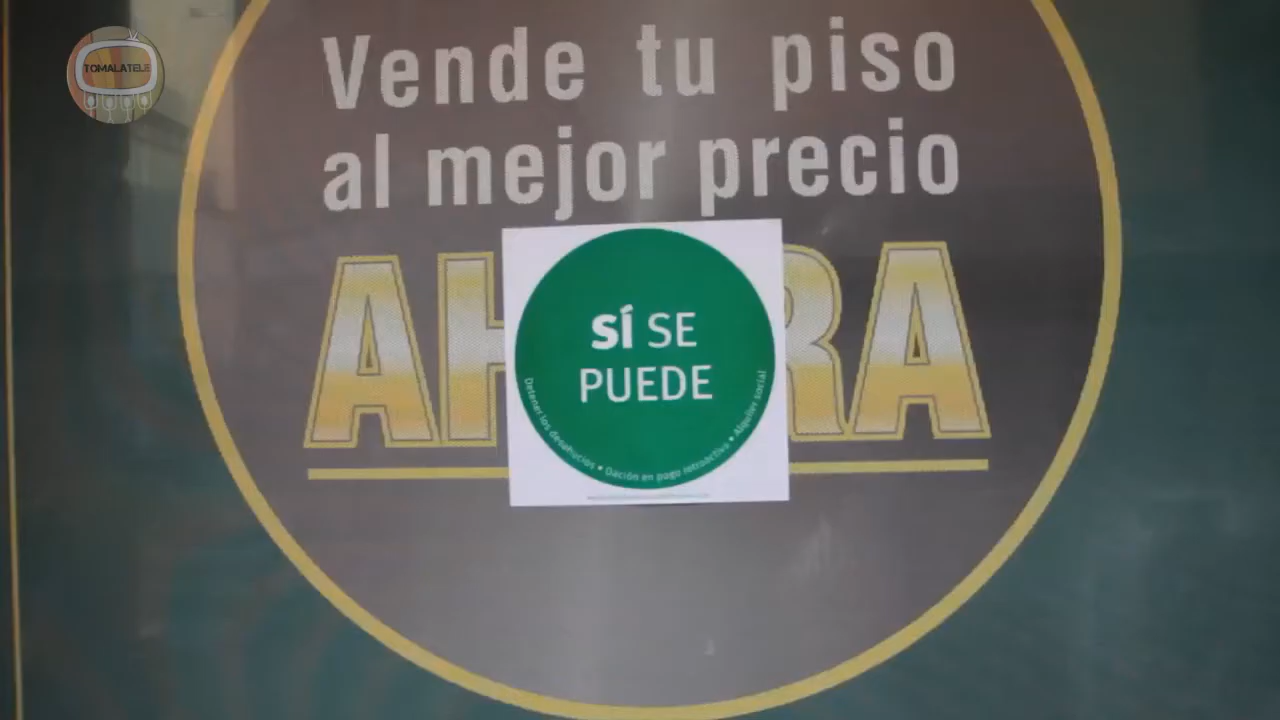 TOMALATELE
Vende tu piso
al mejor precio
AH RA
SÍ SE
PUEDE
Detener los desahucios • Dación en pago retroactiva • Alquiler social